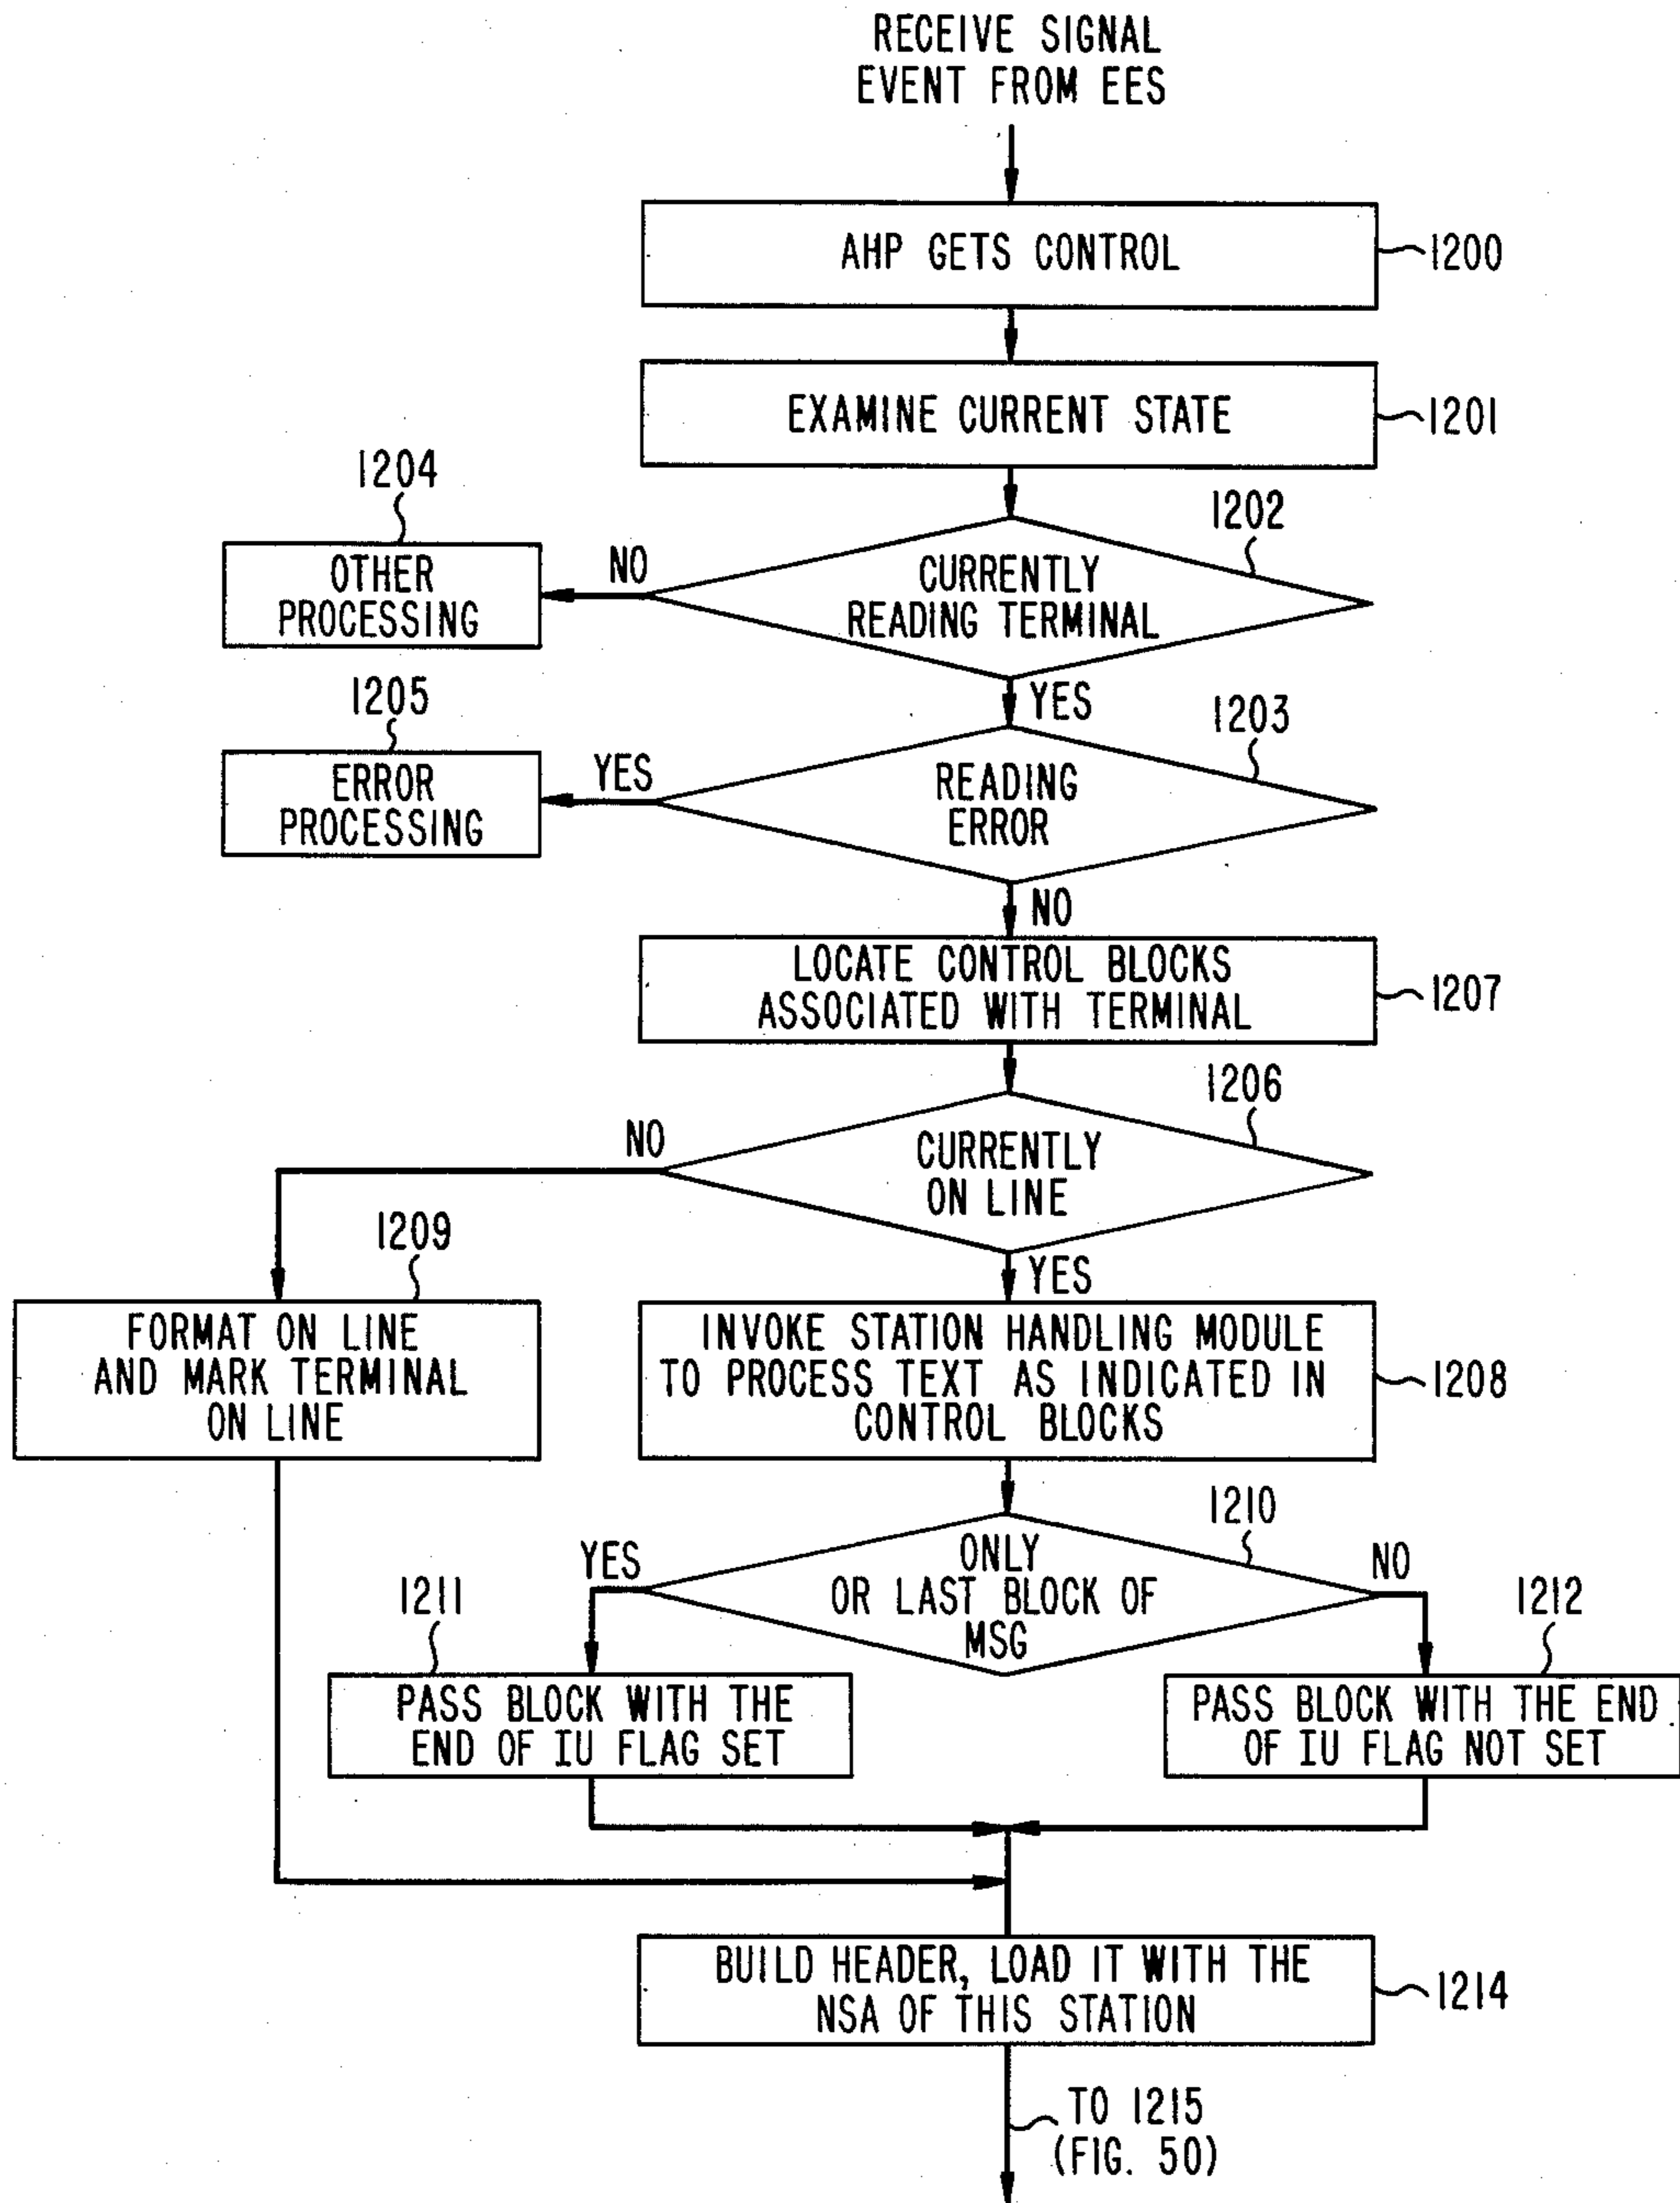 RECEIVE SIGNAL
EVENT FROM EES
AHP GETS CONTROL
1200
EXAMINE CURRENT STATE
1201
1204
1202
OTHER
PROCESSING
NO
CURRENTLY
READING TERMINAL
YES
1205
1203
ERROR
PROCESSING
YES
READING
ERROR
NO
LOCATE CONTROL BLOCKS
ASSOCIATED WITH TERMINAL
1207
1206
NO
CURRENTLY
ON LINE
YES
1209
FORMAT ON LINE
AND MARK TERMINAL
ON LINE
INVOKE STATION HANDLING MODULE
TO PROCESS TEXT AS INDICATED IN
CONTROL BLOCKS
1208
1210
YES
ONLY
OR LAST BLOCK OF
MSG
NO
1211
1212
PASS BLOCK WITH THE
END OF IU FLAG SET
PASS BLOCK WITH THE END
OF IU FLAG NOT SET
BUILD HEADER, LOAD IT WITH THE
NSA OF THIS STATION
1214
TO 1215
(FIG. 50)